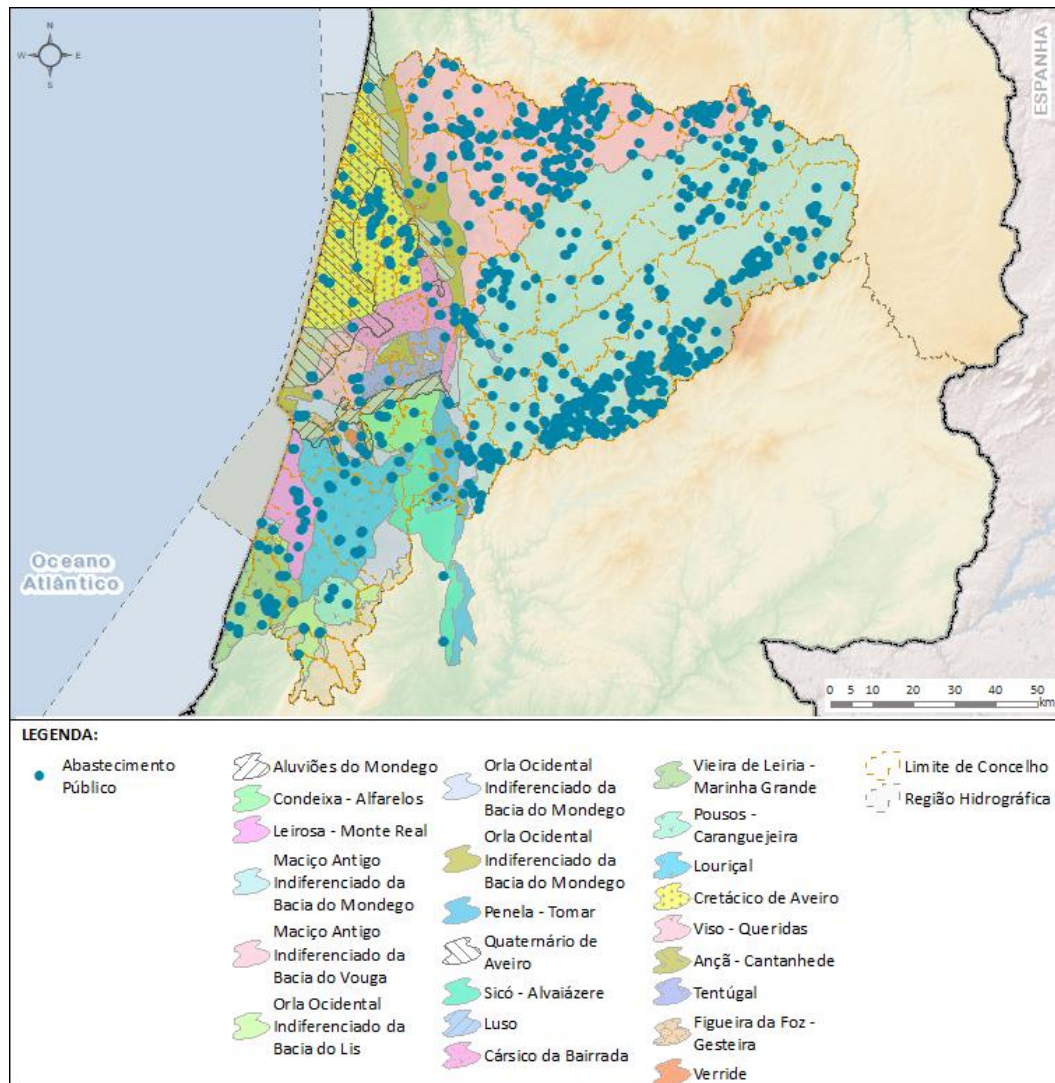 N
W
E
S
ESPANHA
Oceano
Atlântico
0 5 10 20 30 40 50
km
LEGENDA:
Abastecimento
Público
Aluviões do Mondego
Condeixa - Alfarelos
Leirosa - Monte Real
Maciço Antigo
Indiferenciado da
Bacia do Mondego
Maciço Antigo
Indiferenciado da
Bacia do Vouga
Orla Ocidental
Indiferenciado da
Bacia do Lis
Orla Ocidental
Indiferenciado da
Bacia do Mondego
Orla Ocidental
Indiferenciado da
Bacia do Mondego
Penela - Tomar
Quaternário de
Aveiro
Sicó - Alvaiázere
Luso
Cársico da Bairrada
Vieira de Leiria -
Marinha Grande
Pousos -
Caranguejeira
Louriçal
Cretácico de Aveiro
Viso - Queridas
Ançã - Cantanhede
Tentúgal
Figueira da Foz -
Gesteira
Verride
Limite de Concelho
Região Hidrográfica